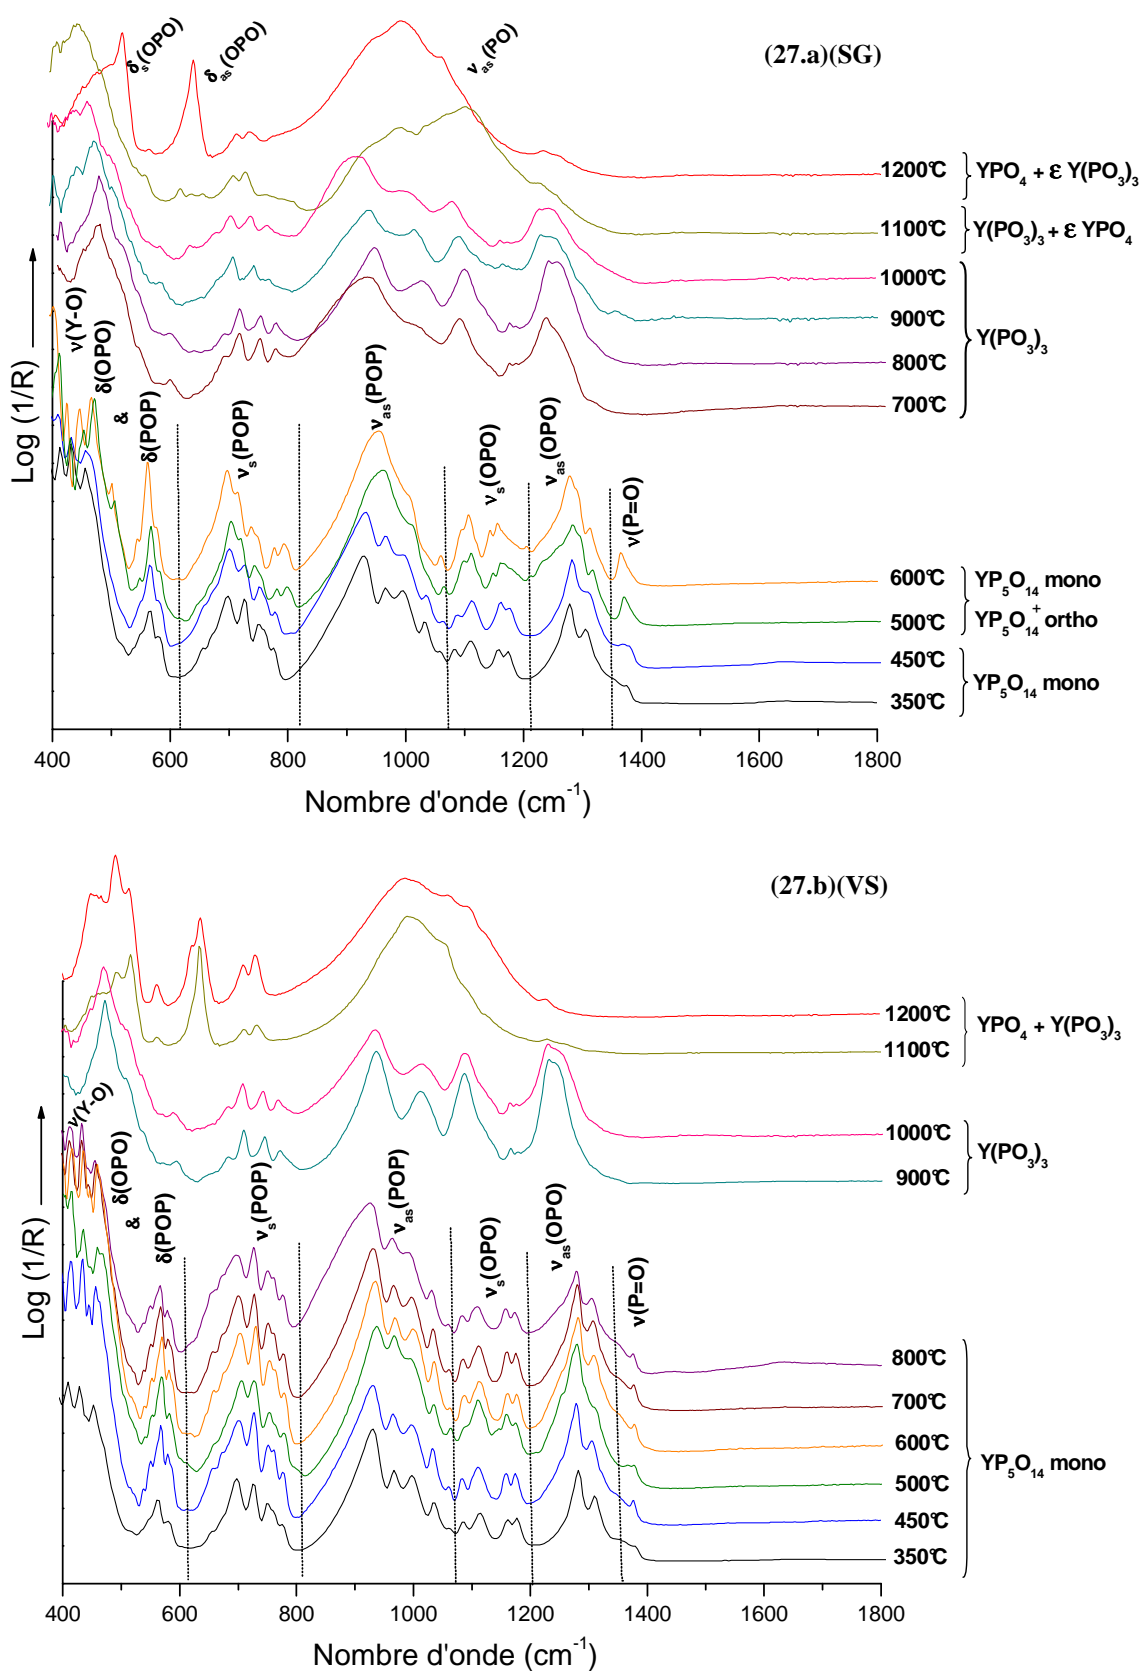 (27.a)(SG)
δs(OPO)
δas(OPO)
νas(PO)
1200°C
YPO4 + ε Y(PO3)3
1100°C
Y(PO3)3 + ε YPO4
1000°C
900°C
800°C
700°C
Y(PO3)3
ν(Y-O)
δ(OPO)
&
δ(POP)
νs(POP)
νas(POP)
νs(OPO)
νas(OPO)
ν(P=O)
600°C
500°C
YP5O14 mono
+
YP5O14 ortho
450°C
350°C
YP5O14 mono
Log (1/R)
400 600 800 1000 1200 1400 1600 1800
Nombre d'onde (cm-1)
(27.b)(VS)
1200°C
1100°C
YPO4 + Y(PO3)3
1000°C
900°C
Y(PO3)3
ν(Y-O)
δ(OPO)
&
δ(POP)
νs(POP)
νas(POP)
νs(OPO)
νas(OPO)
ν(P=O)
800°C
700°C
600°C
500°C
450°C
350°C
YP5O14 mono
Log (1/R)
400 600 800 1000 1200 1400 1600 1800
Nombre d'onde (cm-1)